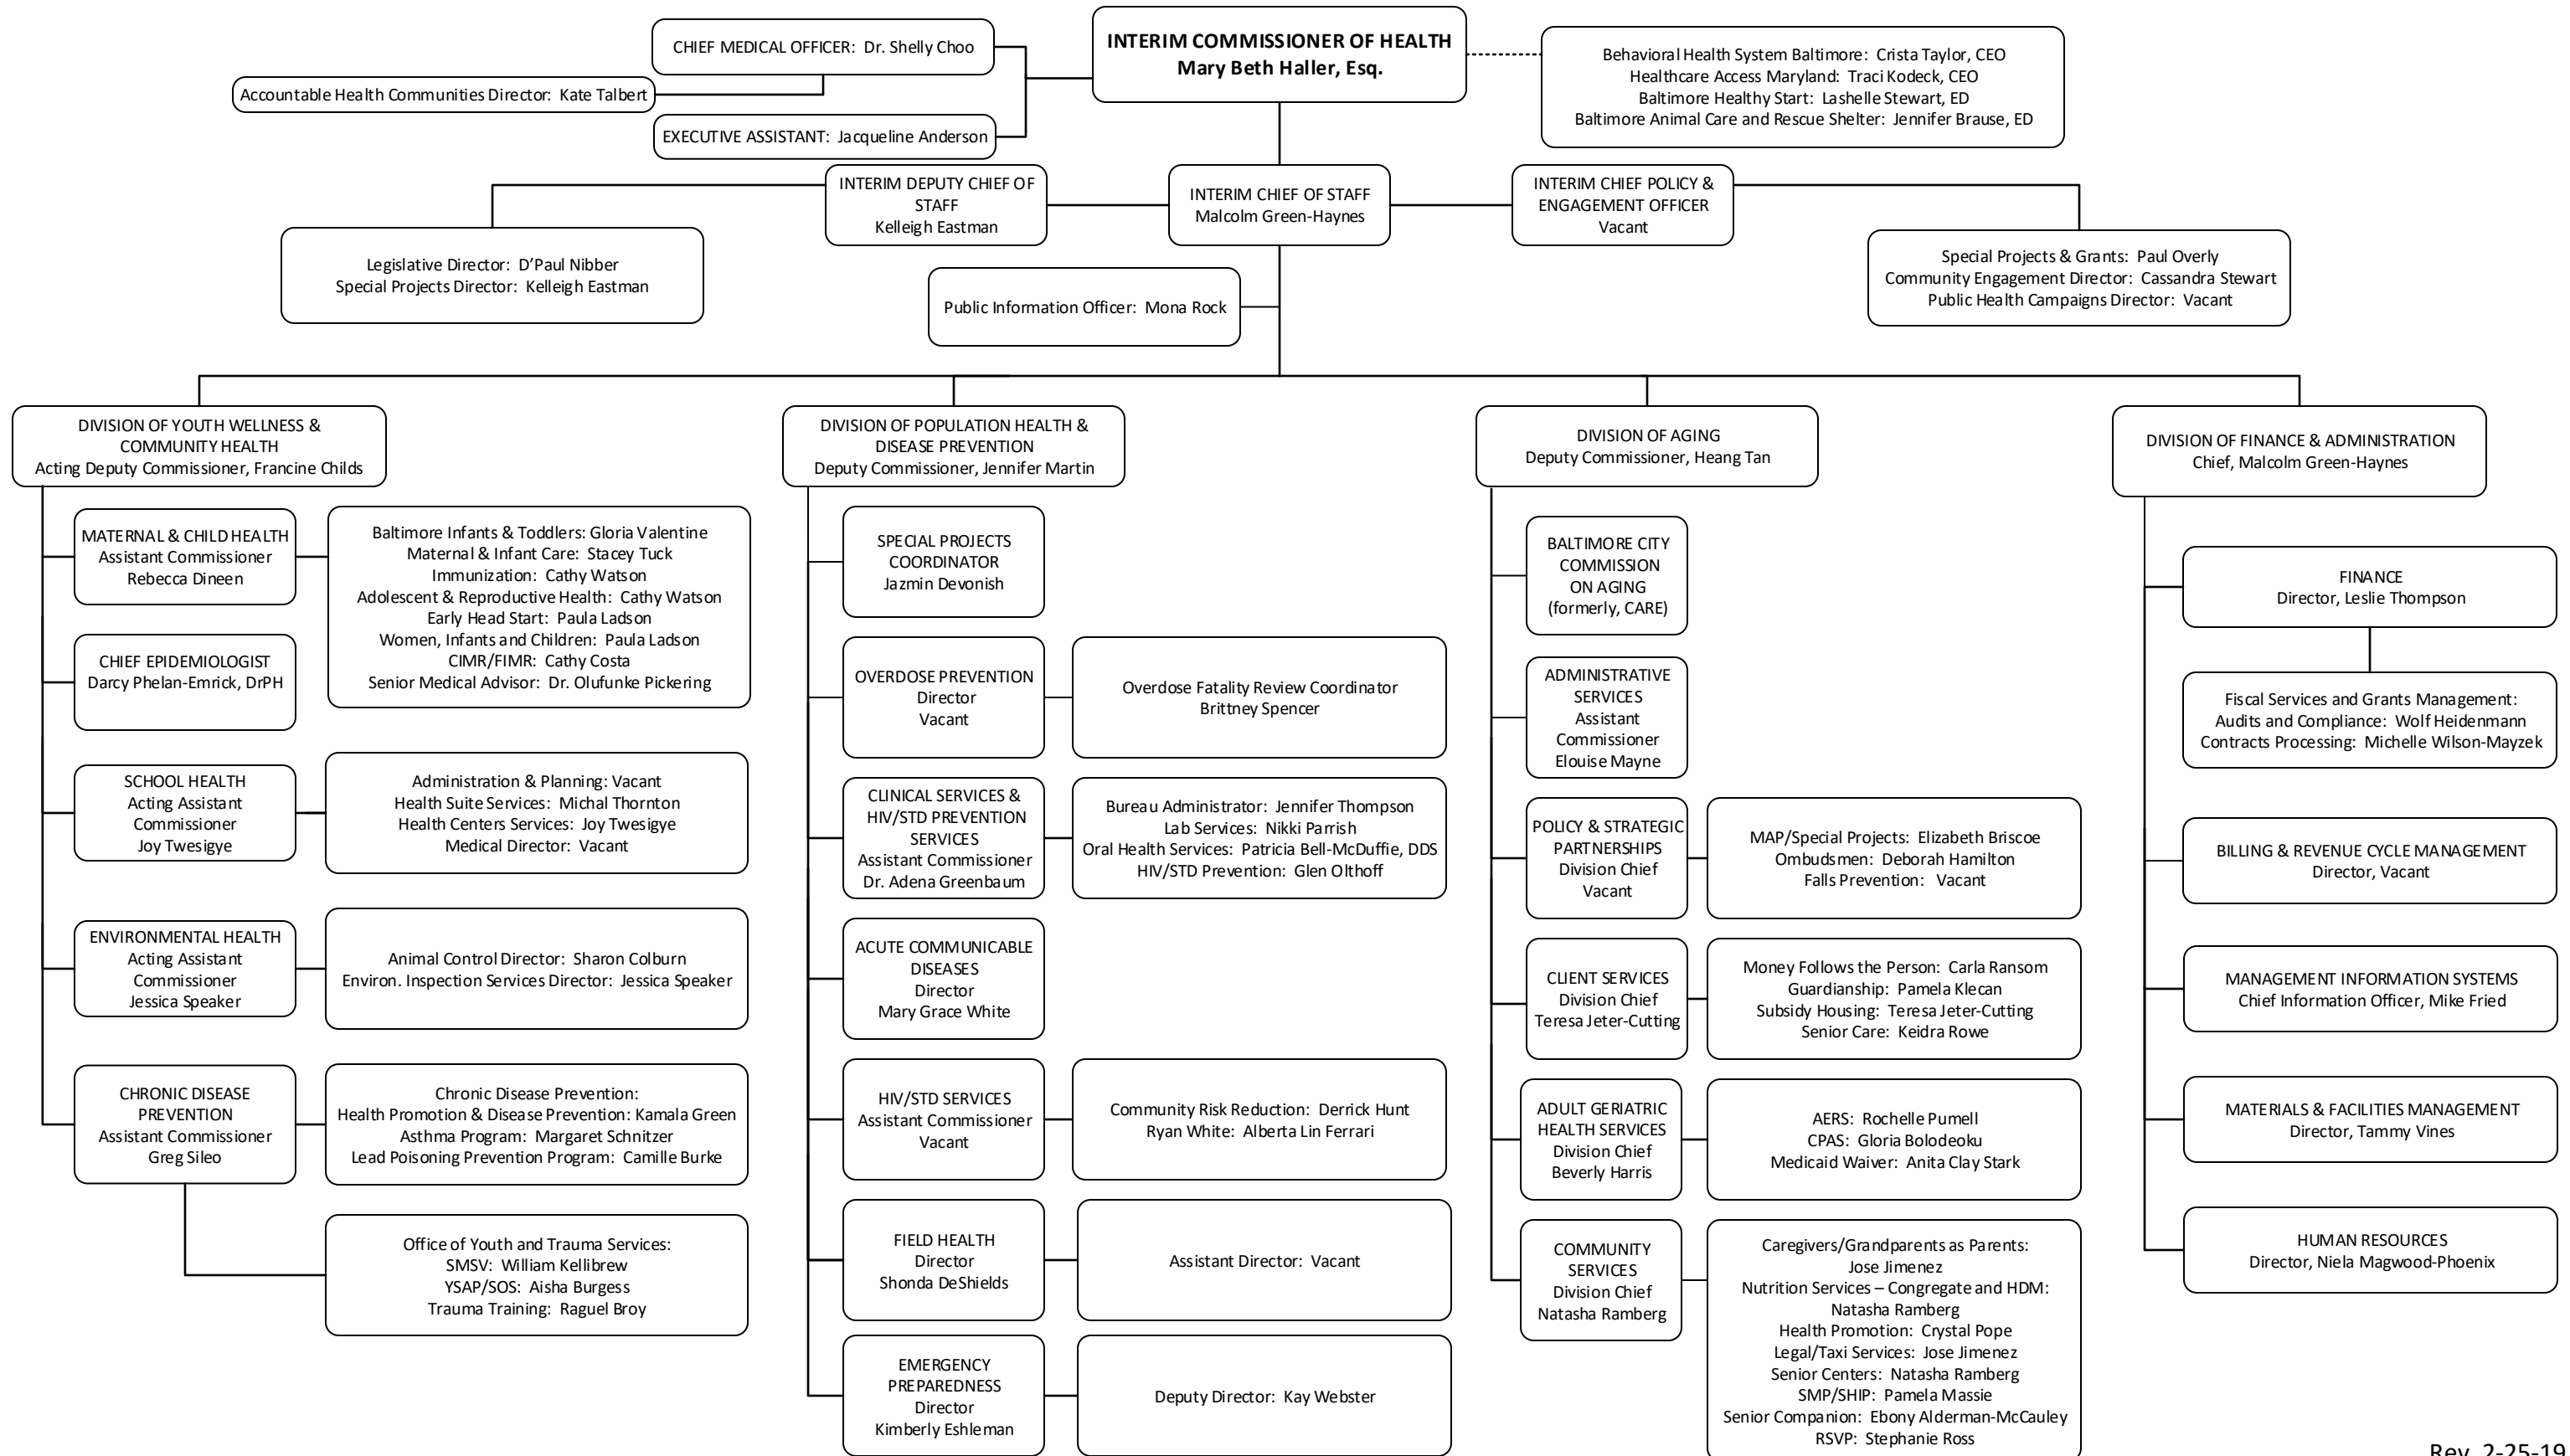 CHIEF MEDICAL OFFICER: Dr. Shelly Choo
Accountable Health Communities Director: Kate Talbert
EXECUTIVE ASSISTANT: Jacqueline Anderson
INTERIM COMMISSIONER OF HEALTH
Mary Beth Haller, Esq.
Behavioral Health System Baltimore: Crista Taylor, CEO
Healthcare Access Maryland: Traci Kodeck, CEO
Baltimore Healthy Start: Lashelle Stewart, ED
Baltimore Animal Care and Rescue Shelter: Jennifer Brause, ED
INTERIM DEPUTY CHIEF OF
STAFF
Kelleigh Eastman
INTERIM CHIEF OF STAFF
Malcolm Green-Haynes
INTERIM CHIEF POLICY &
ENGAGEMENT OFFICER
Vacant
Legislative Director: D’Paul Nibber
Special Projects Director: Kelleigh Eastman
Public Information Officer: Mona Rock
Special Projects & Grants: Paul Overly
Community Engagement Director: Cassandra Stewart
Public Health Campaigns Director: Vacant
DIVISION OF YOUTH WELLNESS &
COMMUNITY HEALTH
Acting Deputy Commissioner, Francine Childs
MATERNAL & CHILD HEALTH
Assistant Commissioner
Rebecca Dineen
Baltimore Infants & Toddlers: Gloria Valentine
Maternal & Infant Care: Stacey Tuck
Immunization: Cathy Watson
Adolescent & Reproductive Health: Cathy Watson
Early Head Start: Paula Ladson
Women, Infants and Children: Paula Ladson
CIMR/FIMR: Cathy Costa
Senior Medical Advisor: Dr. Olufunke Pickering
CHIEF EPIDEMIOLOGIST
Darcy Phelan-Emrick, DrPH
SCHOOL HEALTH
Acting Assistant
Commissioner
Joy Twesigye
Administration & Planning: Vacant
Health Suite Services: Michal Thornton
Health Centers Services: Joy Twesigye
Medical Director: Vacant
ENVIRONMENTAL HEALTH
Acting Assistant
Commissioner
Jessica Speaker
Animal Control Director: Sharon Colburn
Environ. Inspection Services Director: Jessica Speaker
CHRONIC DISEASE
PREVENTION
Assistant Commissioner
Greg Sileo
Chronic Disease Prevention:
Health Promotion & Disease Prevention: Kamala Green
Asthma Program: Margaret Schnitzer
Lead Poisoning Prevention Program: Camille Burke
Office of Youth and Trauma Services:
SMSV: William Kellibrew
YSAP/SOS: Aisha Burgess
Trauma Training: Raguel Broy
DIVISION OF POPULATION HEALTH &
DISEASE PREVENTION
Deputy Commissioner, Jennifer Martin
SPECIAL PROJECTS
COORDINATOR
Jazmin Devonish
OVERDOSE PREVENTION
Director
Vacant
Overdose Fatality Review Coordinator
Brittney Spencer
CLINICAL SERVICES &
HIV/STD PREVENTION
SERVICES
Assistant Commissioner
Dr. Adena Greenbaum
Bureau Administrator: Jennifer Thompson
Lab Services: Nikki Parrish
Oral Health Services: Patricia Bell-McDuffie, DDS
HIV/STD Prevention: Glen Olthoff
ACUTE COMMUNICABLE
DISEASES
Director
Mary Grace White
HIV/STD SERVICES
Assistant Commissioner
Vacant
Community Risk Reduction: Derrick Hunt
Ryan White: Alberta Lin Ferrari
FIELD HEALTH
Director
Shonda DeShields
Assistant Director: Vacant
EMERGENCY
PREPAREDNESS
Director
Kimberly Eshleman
Deputy Director: Kay Webster
DIVISION OF AGING
Deputy Commissioner, Heang Tan
BALTIMORE CITY
COMMISSION
ON AGING
(formerly, CARE)
ADMINISTRATIVE
SERVICES
Assistant
Commissioner
Elouise Mayne
POLICY & STRATEGIC
PARTNERSHIPS
Division Chief
Vacant
MAP/Special Projects: Elizabeth Briscoe
Ombudsmen: Deborah Hamilton
Falls Prevention: Vacant
CLIENT SERVICES
Division Chief
Teresa Jeter-Cutting
Money Follows the Person: Carla Ransom
Guardianship: Pamela Klecan
Subsidy Housing: Teresa Jeter-Cutting
Senior Care: Keidra Rowe
ADULT GERIATRIC
HEALTH SERVICES
Division Chief
Beverly Harris
AERS: Rochelle Pumell
CPAS: Gloria Bolodeoku
Medicaid Waiver: Anita Clay Stark
COMMUNITY
SERVICES
Division Chief
Natasha Ramberg
Caregivers/Grandparents as Parents:
Jose Jimenez
Nutrition Services – Congregate and HDM:
Natasha Ramberg
Health Promotion: Crystal Pope
Legal/Taxi Services: Jose Jimenez
Senior Centers: Natasha Ramberg
SMP/SHIP: Pamela Massie
Senior Companion: Ebony Alderman-McCauley
RSVP: Stephanie Ross
DIVISION OF FINANCE & ADMINISTRATION
Chief, Malcolm Green-Haynes
FINANCE
Director, Leslie Thompson
Fiscal Services and Grants Management:
Audits and Compliance: Wolf Heidenmann
Contracts Processing: Michelle Wilson-Mayzek
BILLING & REVENUE CYCLE MANAGEMENT
Director, Vacant
MANAGEMENT INFORMATION SYSTEMS
Chief Information Officer, Mike Fried
MATERIALS & FACILITIES MANAGEMENT
Director, Tammy Vines
HUMAN RESOURCES
Director, Niela Magwood-Phoenix
Rev. 2-25-19